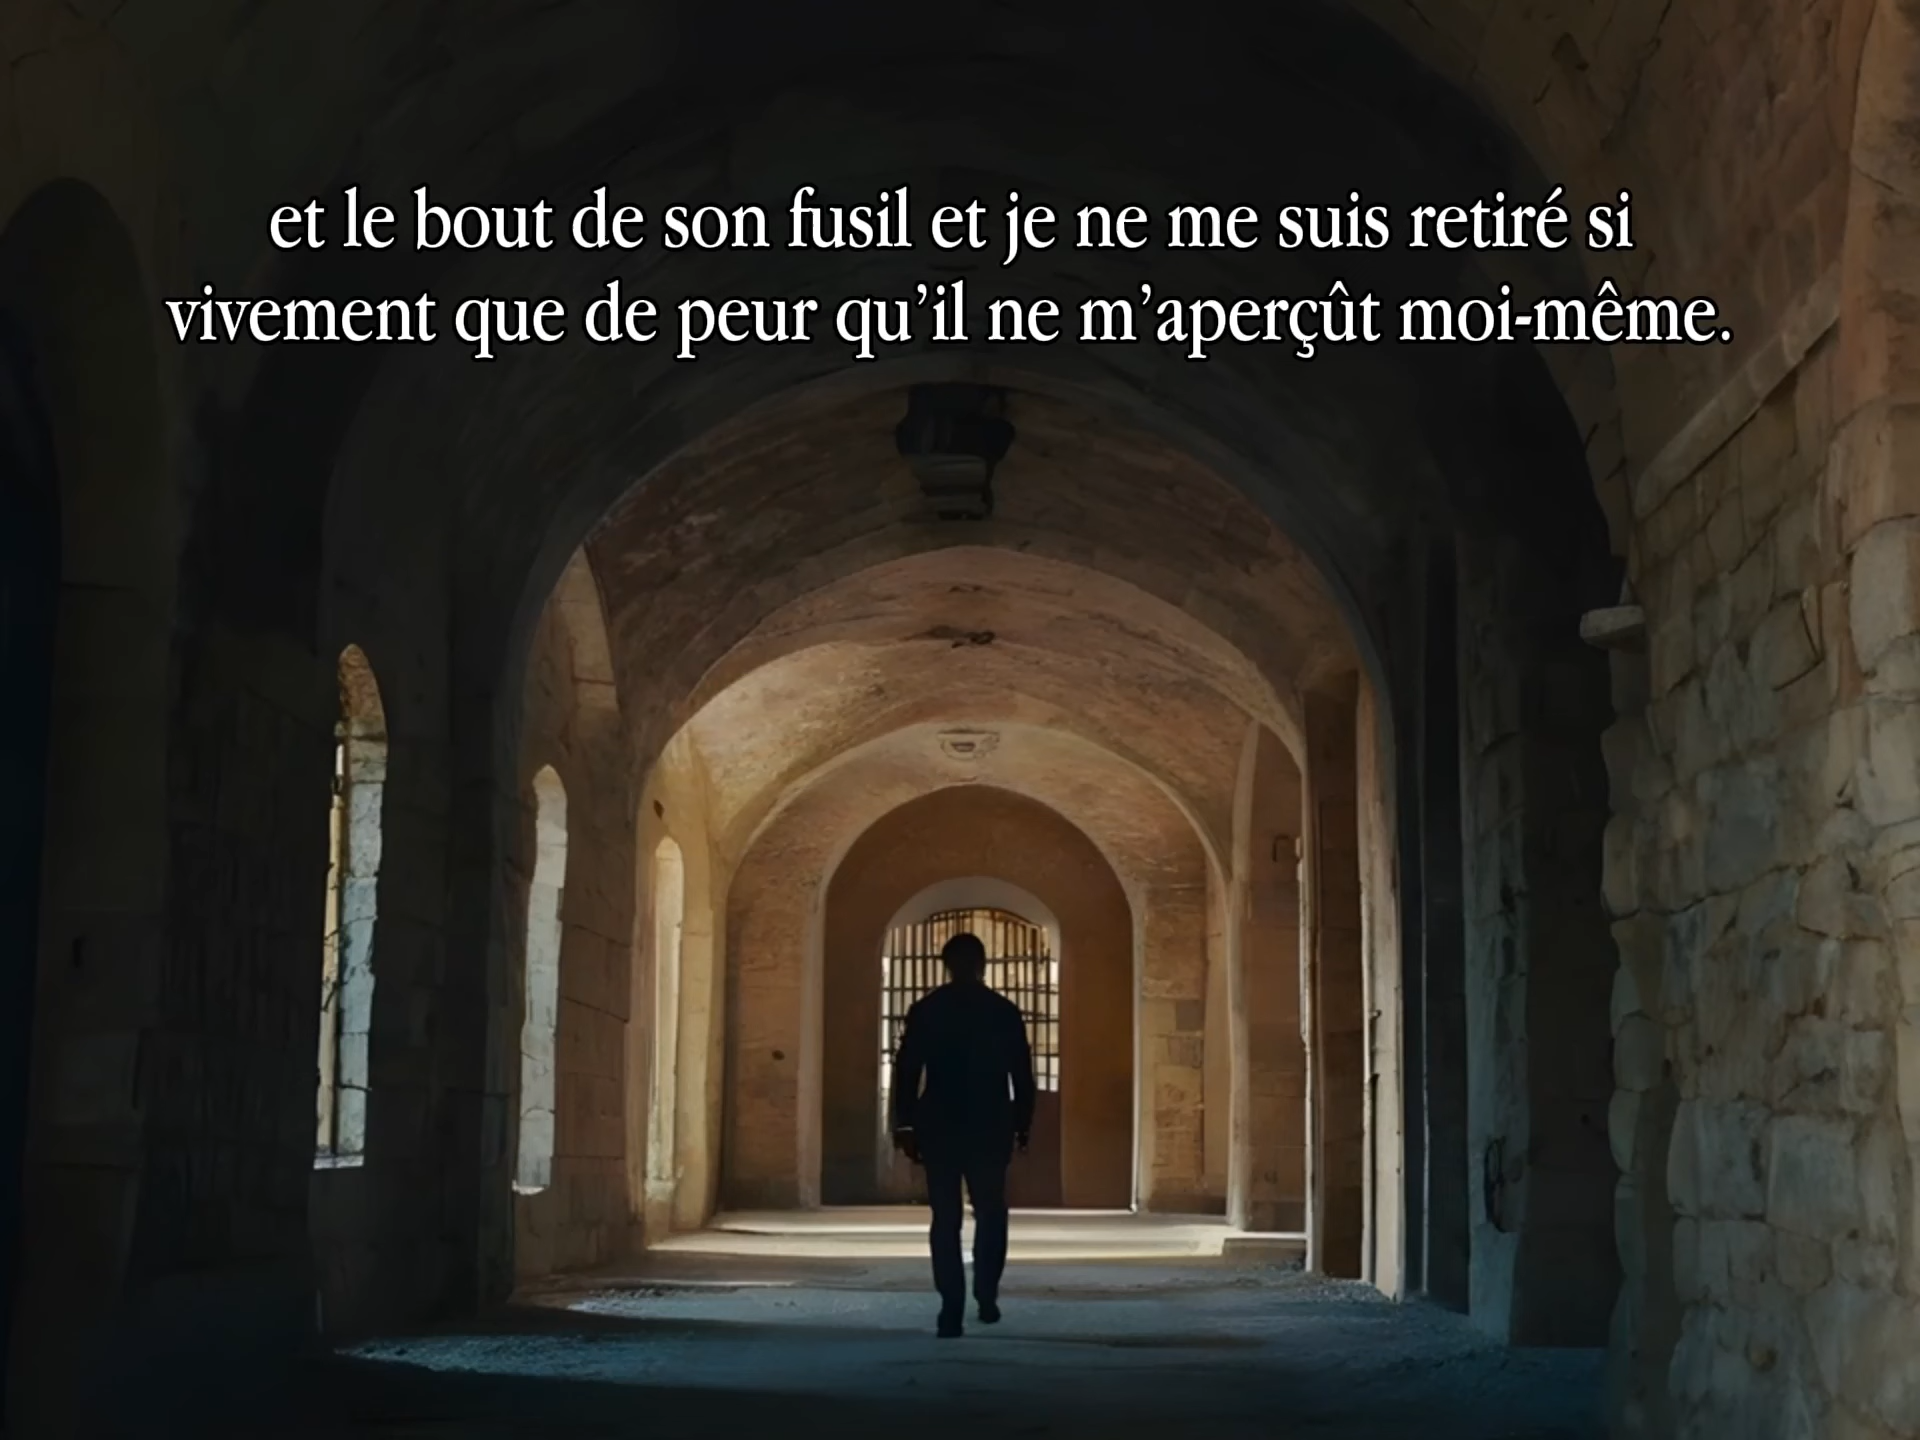 et le bout de son fusil et je ne me suis retiré si
vivement que de peur qu’il ne m’aperçût moi-même.